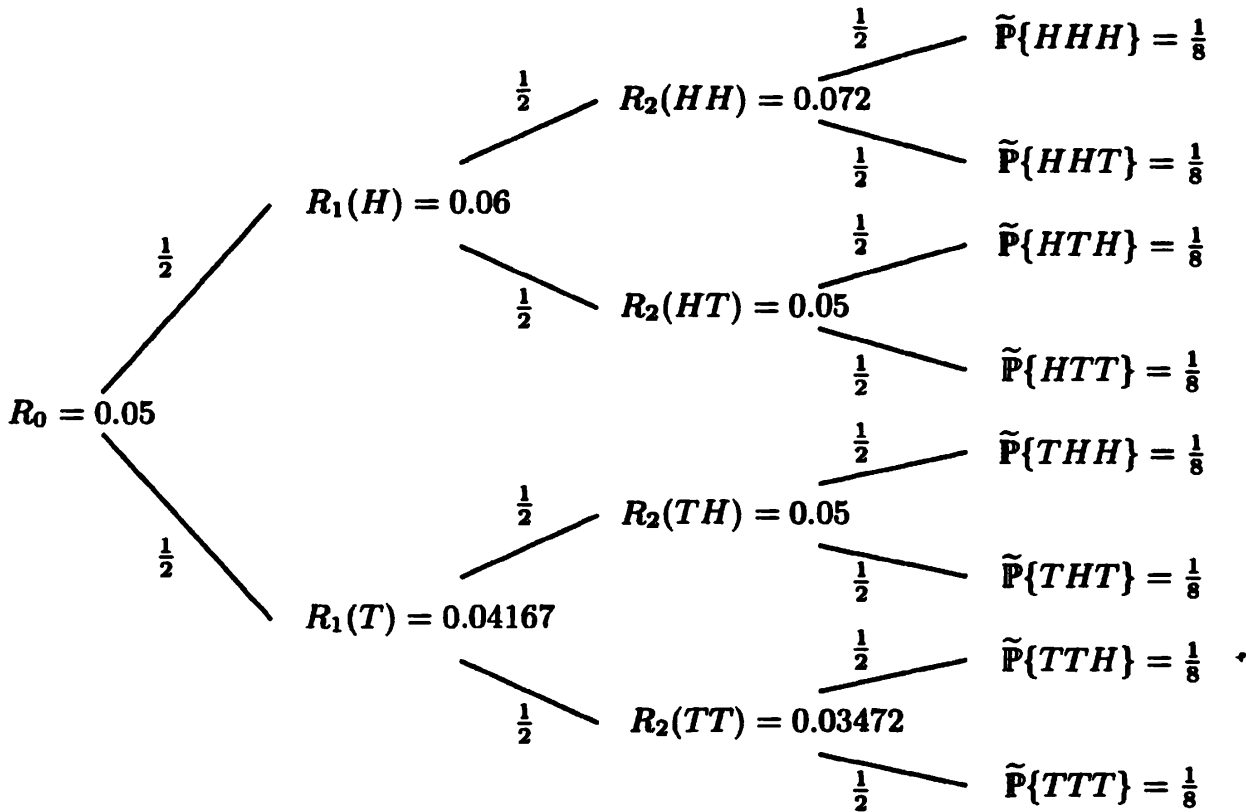 1/2
P̃{HHH} = 1/8
1/2
R₂(HH) = 0.072
1/2
P̃{HHT} = 1/8
1/2
R₁(H) = 0.06
1/2
P̃{HTH} = 1/8
1/2
R₂(HT) = 0.05
1/2
P̃{HTT} = 1/8
1/2
R₀ = 0.05
1/2
P̃{THH} = 1/8
1/2
R₂(TH) = 0.05
1/2
1/2
P̃{THT} = 1/8
R₁(T) = 0.04167
1/2
P̃{TTH} = 1/8
1/2
R₂(TT) = 0.03472
1/2
P̃{TTT} = 1/8